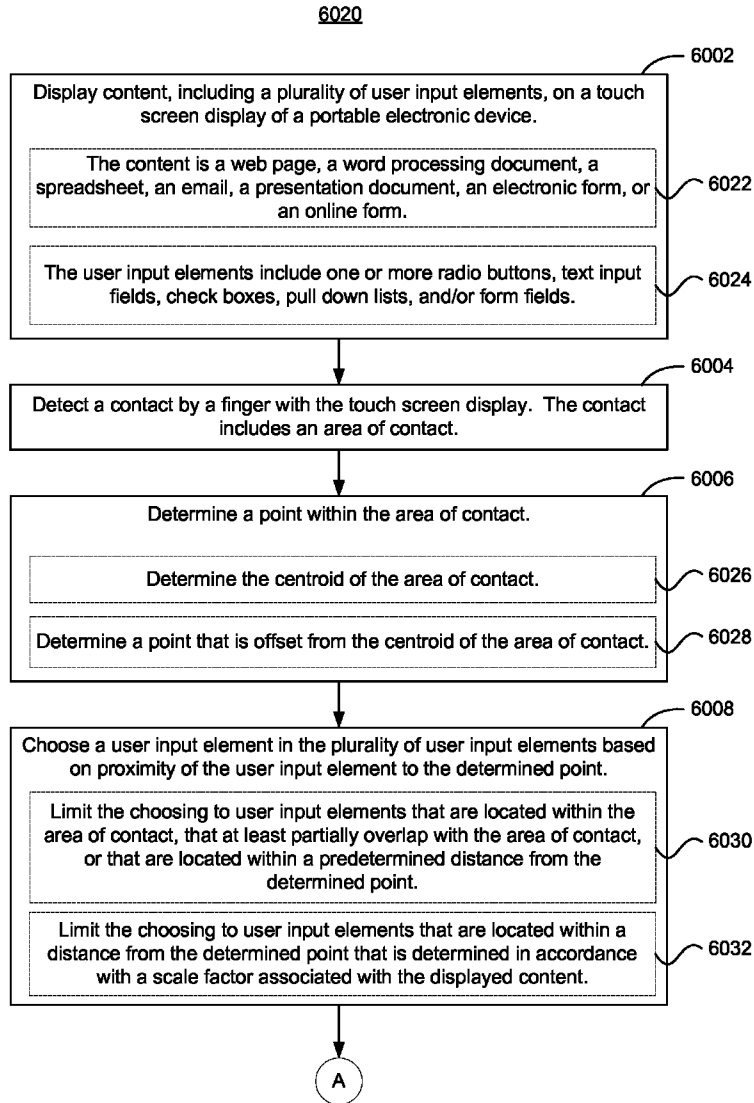 6020
6002
Display content, including a plurality of user input elements, on a touch
screen display of a portable electronic device.
The content is a web page, a word processing document, a
spreadsheet, an email, a presentation document, an electronic form, or
an online form.
6022
The user input elements include one or more radio buttons, text input
fields, check boxes, pull down lists, and/or form fields.
6024
6004
Detect a contact by a finger with the touch screen display. The contact
includes an area of contact.
6006
Determine a point within the area of contact.
Determine the centroid of the area of contact.
6026
Determine a point that is offset from the centroid of the area of contact.
6028
6008
Choose a user input element in the plurality of user input elements based
on proximity of the user input element to the determined point.
Limit the choosing to user input elements that are located within the
area of contact, that at least partially overlap with the area of contact,
or that are located within a predetermined distance from the
determined point.
6030
Limit the choosing to user input elements that are located within a
distance from the determined point that is determined in accordance
with a scale factor associated with the displayed content.
6032
A